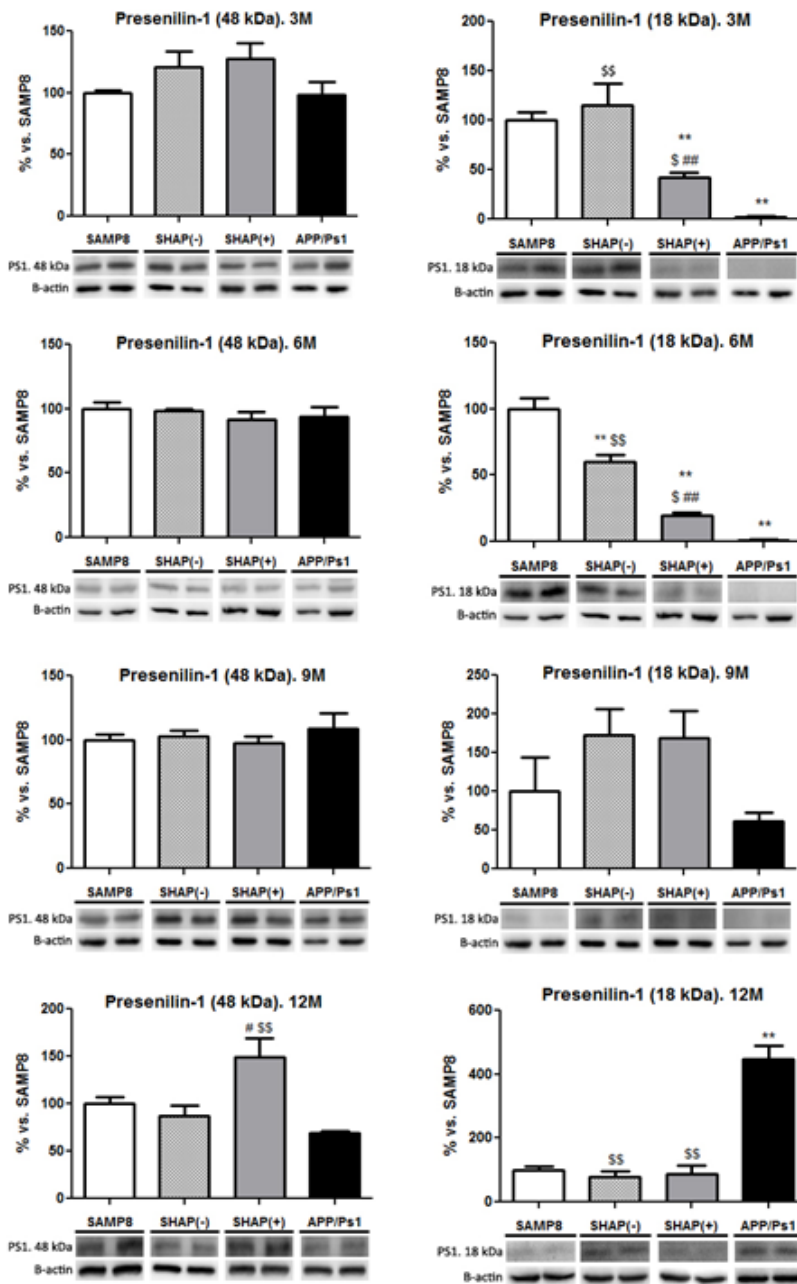 Presenilin-1 (48 kDa). 3M
% vs. SAMP8
150
100
50
0
SAMP8 SHAP(-) SHAP(+) APP/Ps1
PS1. 48 kDa
B-actin
Presenilin-1 (18 kDa). 3M
% vs. SAMP8
200
150
100
50
0
$$
**
$ ##
**
SAMP8 SHAP(-) SHAP(+) APP/Ps1
PS1. 18 kDa
B-actin
Presenilin-1 (48 kDa). 6M
% vs. SAMP8
150
100
50
0
SAMP8 SHAP(-) SHAP(+) APP/Ps1
PS1. 48 kDa
B-actin
Presenilin-1 (18 kDa). 6M
% vs. SAMP8
150
100
50
0
** $$
**
$ ##
**
SAMP8 SHAP(-) SHAP(+) APP/Ps1
PS1. 18 kDa
B-actin
Presenilin-1 (48 kDa). 9M
% vs. SAMP8
150
100
50
0
SAMP8 SHAP(-) SHAP(+) APP/Ps1
PS1. 48 kDa
B-actin
Presenilin-1 (18 kDa). 9M
% vs. SAMP8
250
200
150
100
50
0
SAMP8 SHAP(-) SHAP(+) APP/Ps1
PS1. 18 kDa
B-actin
Presenilin-1 (48 kDa). 12M
% vs. SAMP8
200
150
100
50
0
# $$
SAMP8 SHAP(-) SHAP(+) APP/Ps1
PS1. 48 kDa
B-actin
Presenilin-1 (18 kDa). 12M
% vs. SAMP8
600
400
200
0
$$
$$
**
SAMP8 SHAP(-) SHAP(+) APP/Ps1
PS1. 18 kDa
B-actin